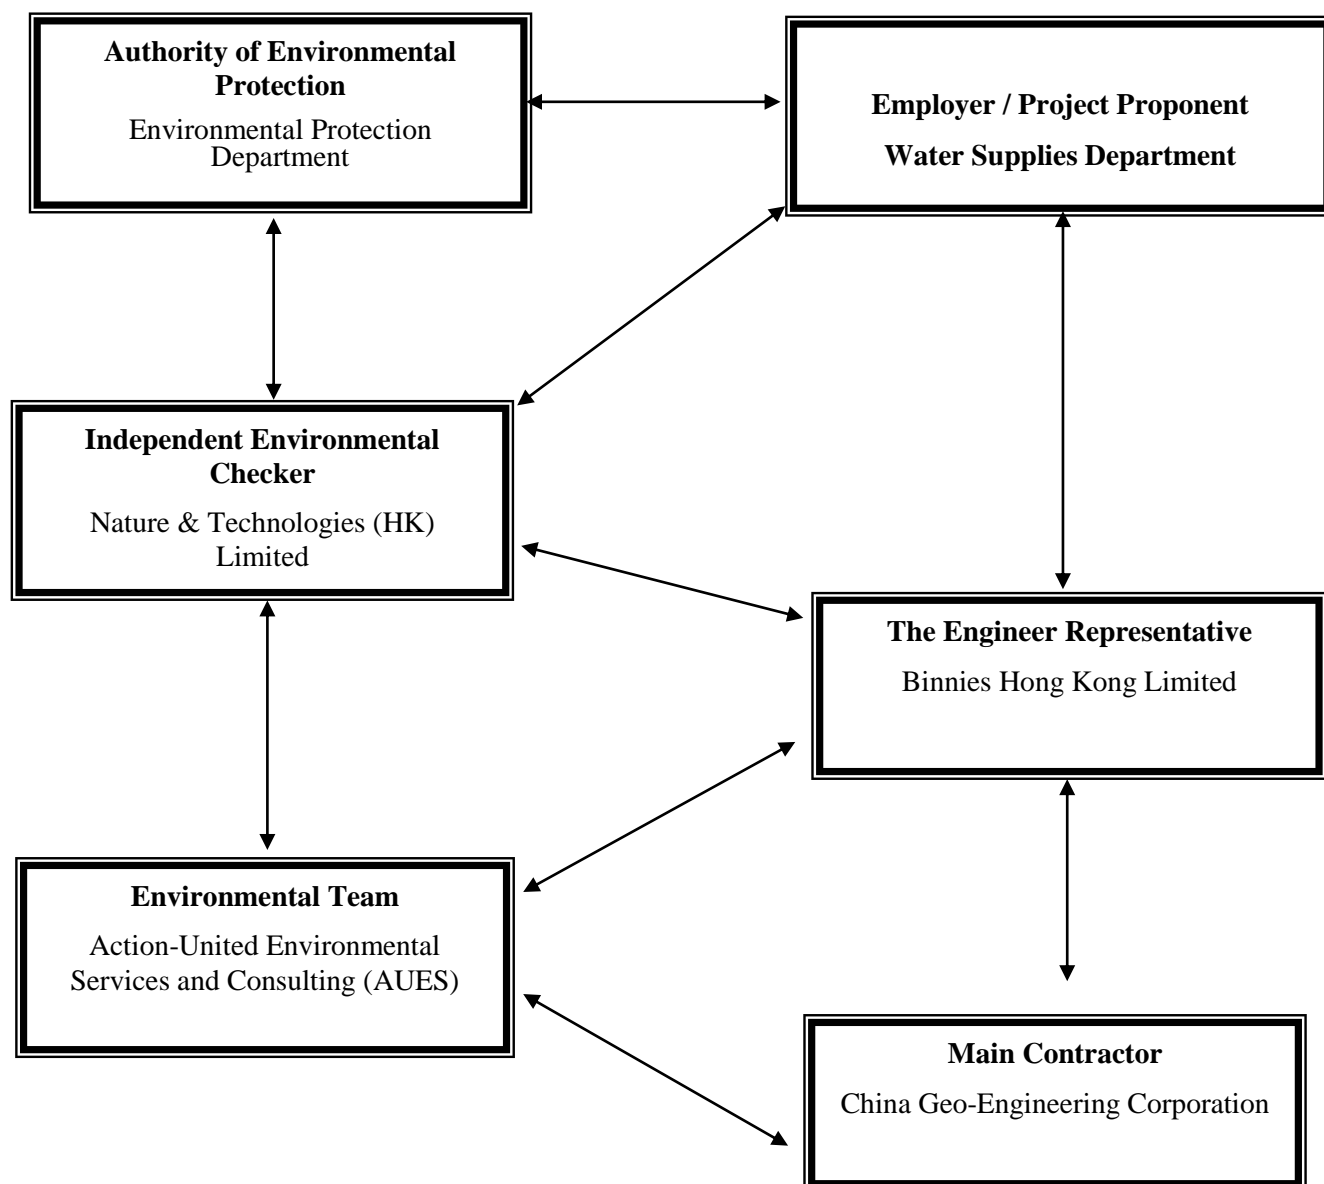 Authority of Environmental
Protection
Environmental Protection
Department
Employer / Project Proponent
Water Supplies Department
Independent Environmental
Checker
Nature & Technologies (HK)
Limited
The Engineer Representative
Binnies Hong Kong Limited
Environmental Team
Action-United Environmental
Services and Consulting (AUES)
Main Contractor
China Geo-Engineering Corporation